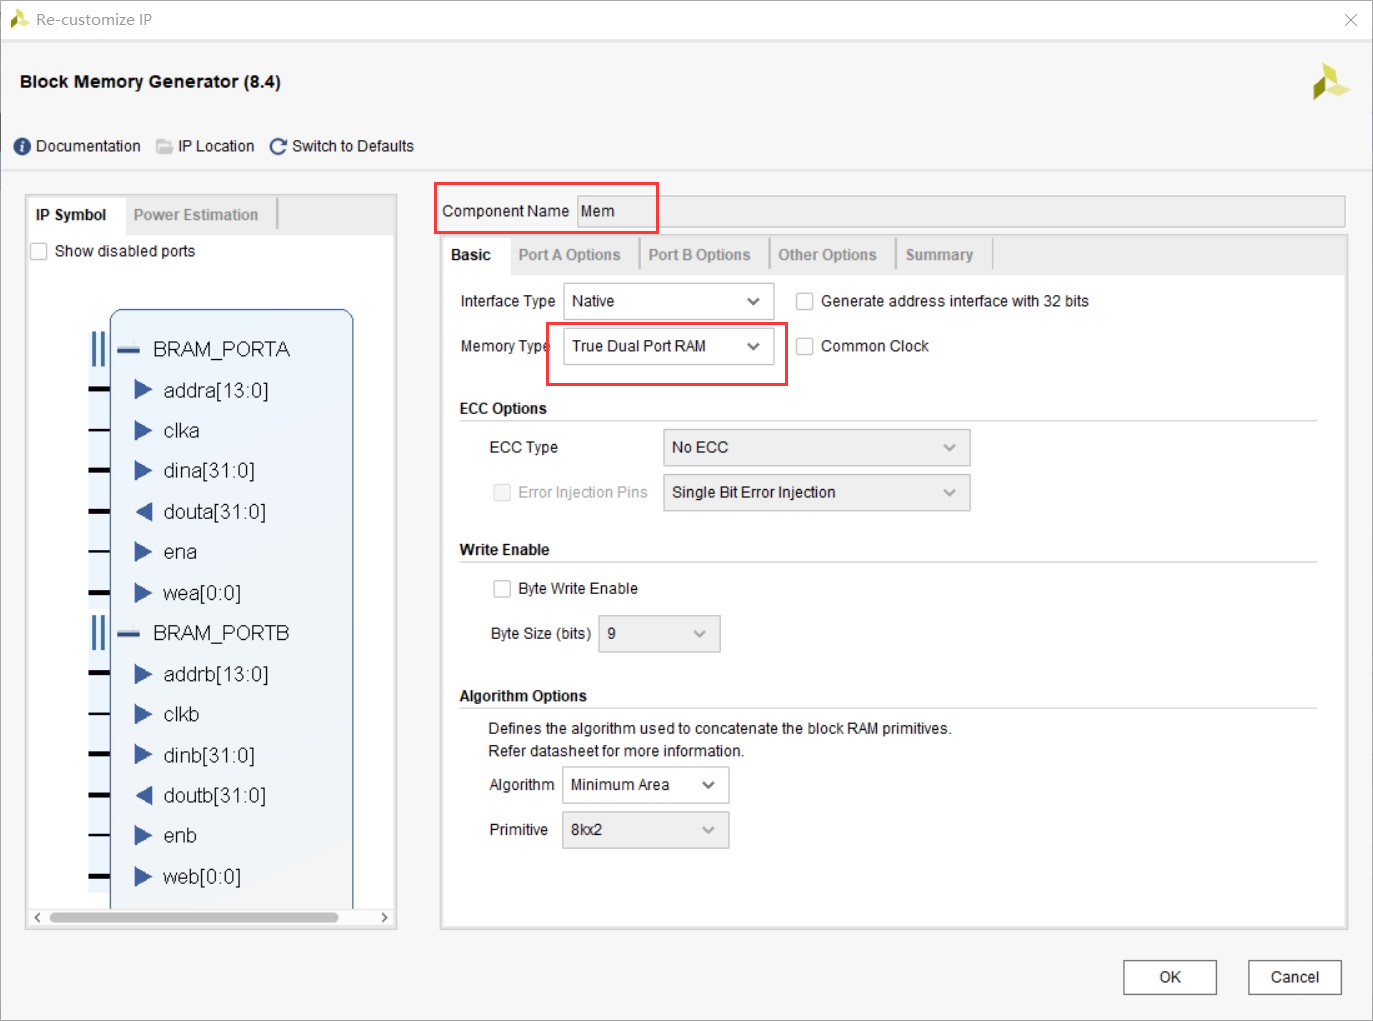 Re-customize IP
Block Memory Generator (8.4)
Documentation IP Location Switch to Defaults
IP Symbol Power Estimation
Show disabled ports
BRAM_PORTA
addra[13:0]
clka
dina[31:0]
douta[31:0]
ena
wea[0:0]
BRAM_PORTB
addrb[13:0]
clkb
dinb[31:0]
doutb[31:0]
enb
web[0:0]
Component Name Mem
Basic Port A Options Port B Options Other Options Summary
Interface Type Native Generate address interface with 32 bits
Memory Type True Dual Port RAM Common Clock
ECC Options
ECC Type No ECC
Error Injection Pins Single Bit Error Injection
Write Enable
Byte Write Enable
Byte Size (bits) 9
Algorithm Options
Defines the algorithm used to concatenate the block RAM primitives.
Refer datasheet for more information.
Algorithm Minimum Area
Primitive 8kx2
OK Cancel